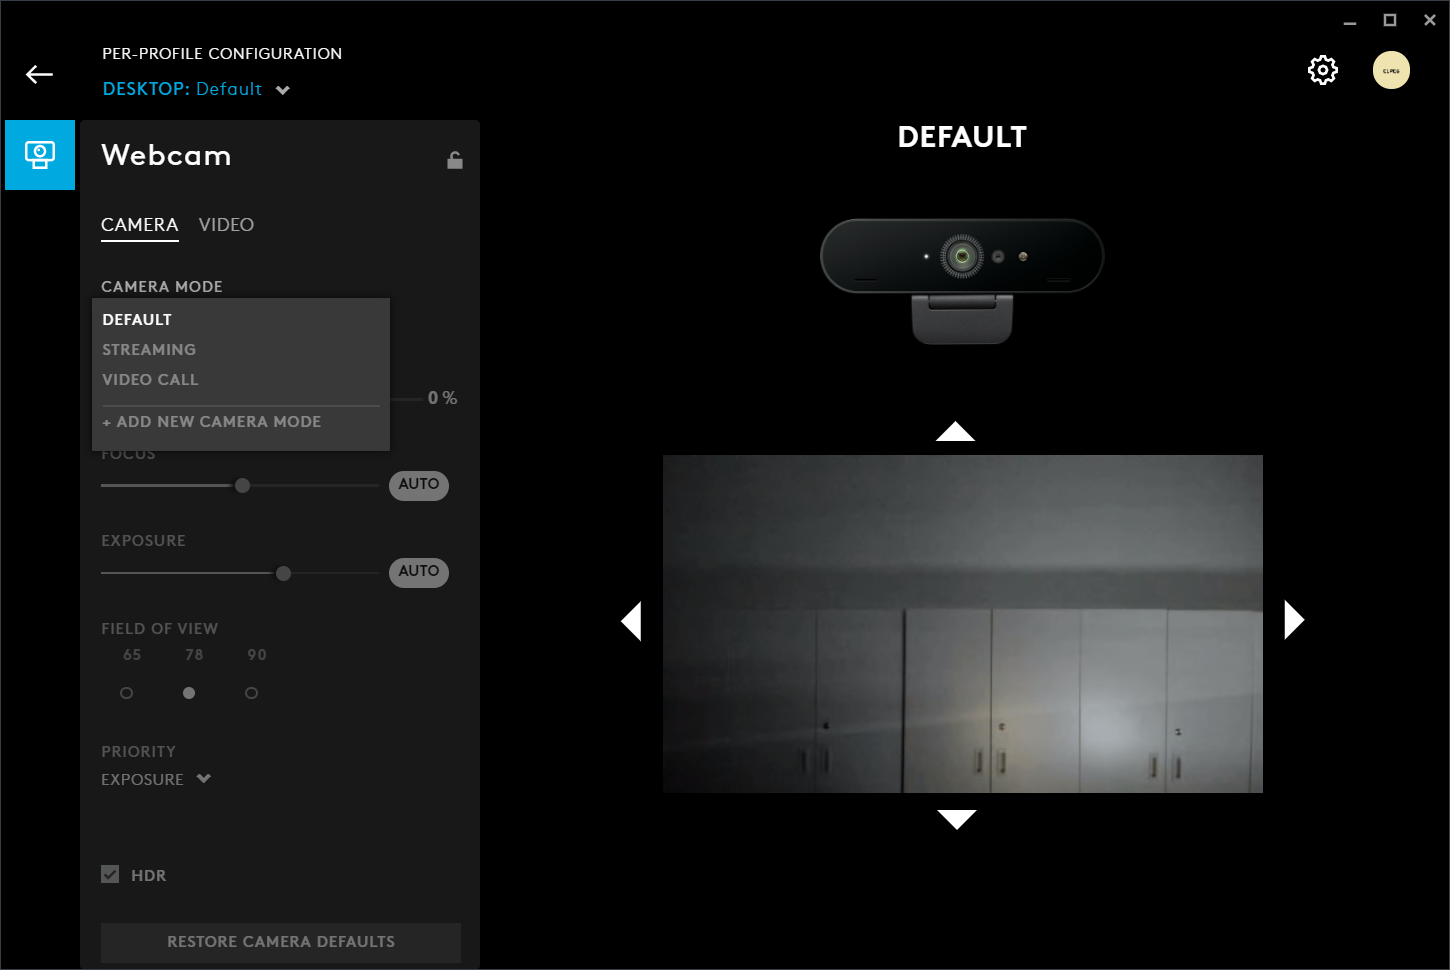 PER-PROFILE CONFIGURATION
DESKTOP: Default
Webcam
CAMERA VIDEO
CAMERA MODE
DEFAULT
STREAMING
VIDEO CALL
+ ADD NEW CAMERA MODE
0 %
FOCUS
AUTO
EXPOSURE
AUTO
FIELD OF VIEW
65 78 90
PRIORITY
EXPOSURE
HDR
RESTORE CAMERA DEFAULTS
DEFAULT